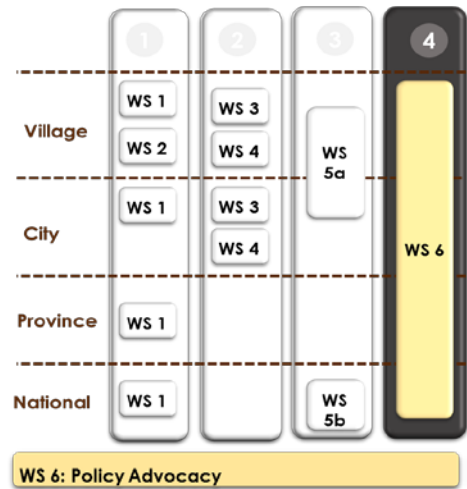 1 2 3 4
Village
WS 1
WS 2
WS 3
WS 4
WS
5a
City
WS 1
WS 3
WS 4
WS 6
Province
WS 1
National
WS 1
WS
5b
WS 6: Policy Advocacy